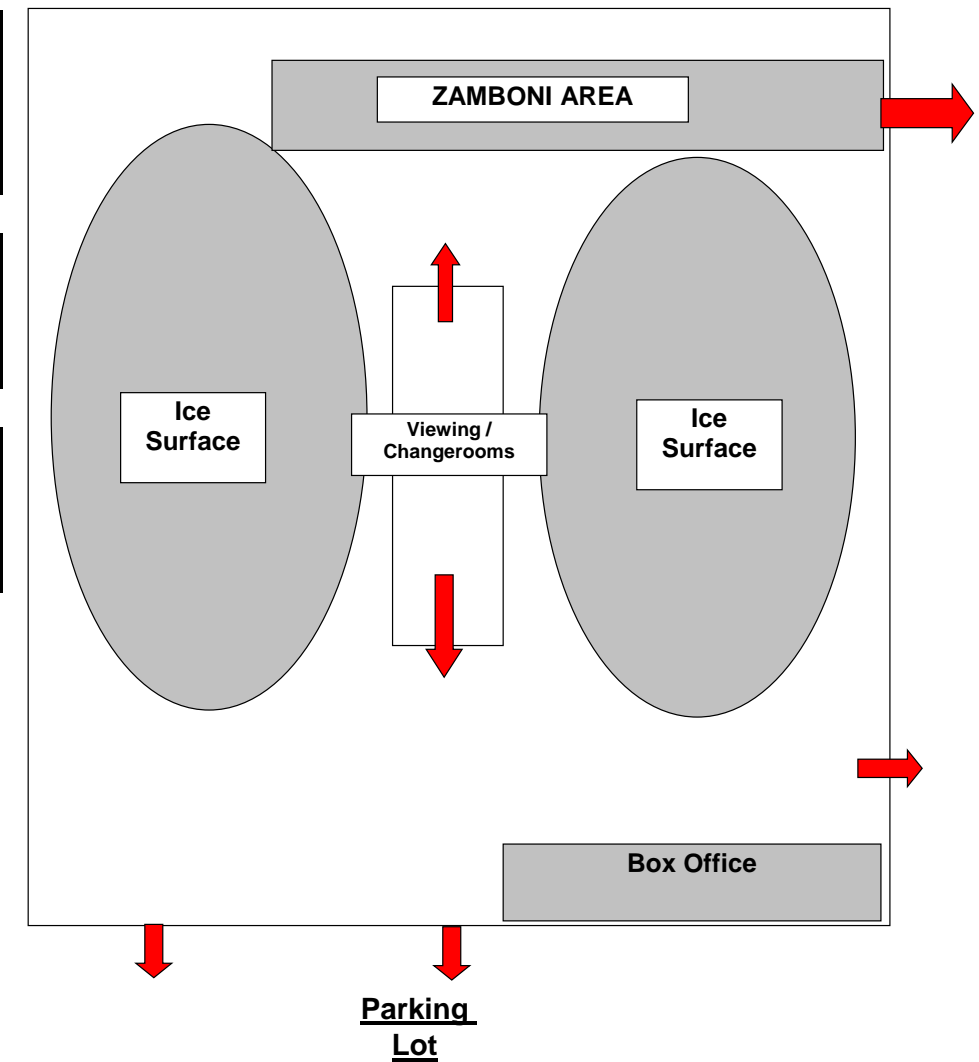 ZAMBONI AREA
Ice
Surface
Viewing /
Changerooms
Ice
Surface
Box Office
Parking
Lot